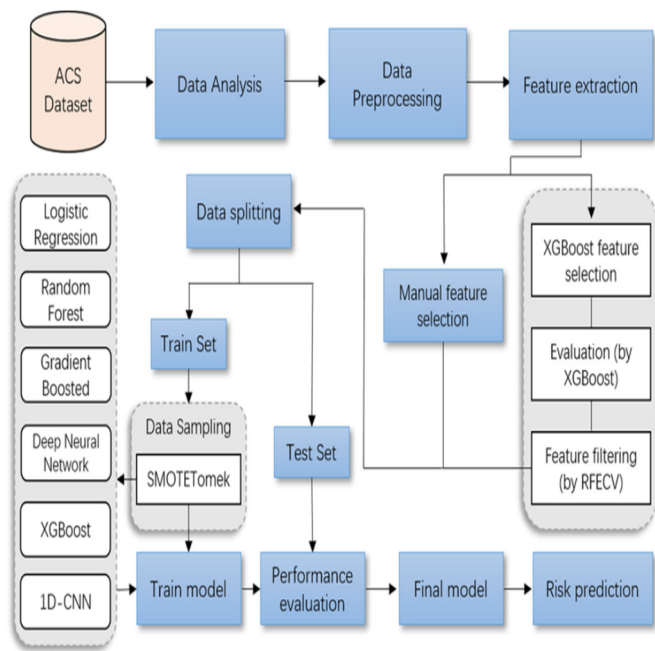 ACS
Dataset
Data Analysis
Data
Preprocessing
Feature extraction
Logistic
Regression
Random
Forest
Gradient
Boosted
Deep Neural
Network
XGBoost
1D-CNN
Data splitting
Train Set
Data Sampling
SMOTETomek
Test Set
Manual feature
selection
XGBoost feature
selection
Evaluation (by
XGBoost)
Feature filtering
(by RFECV)
Train model
Performance
evaluation
Final model
Risk prediction